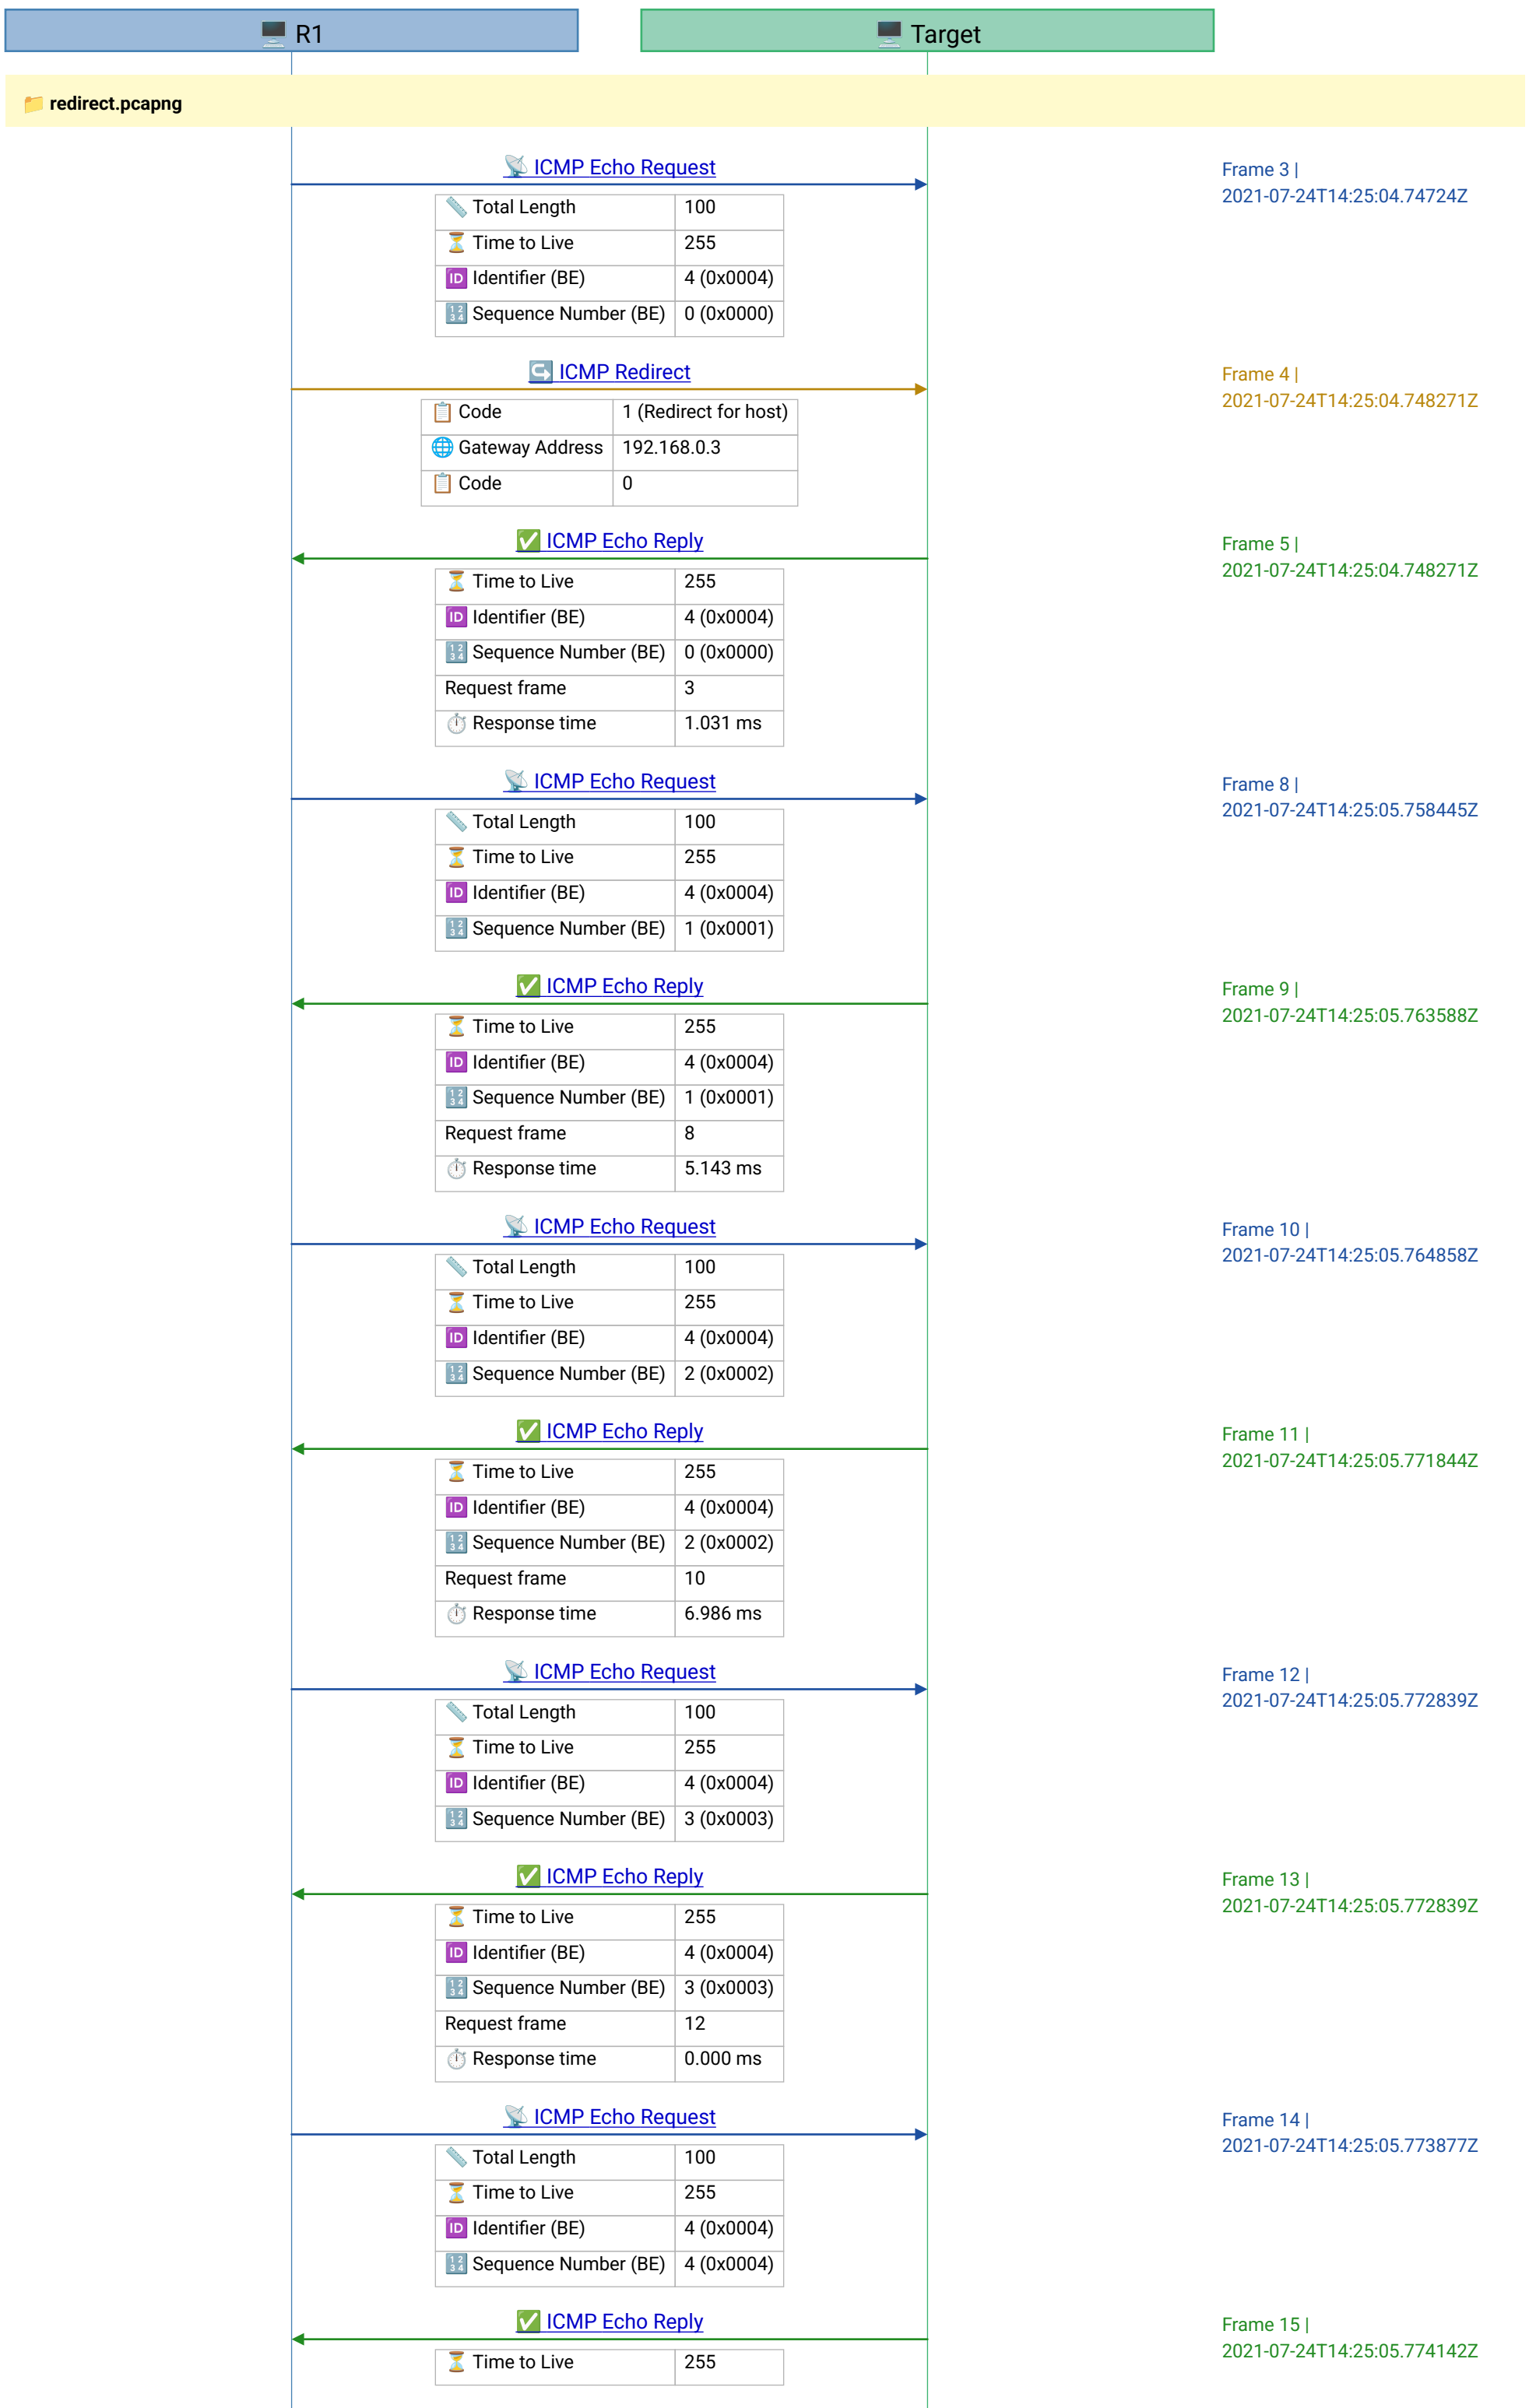 R1
Target
redirect.pcapng
ICMP Echo Request
Frame 3 |
2021-07-24T14:25:04.74724Z
Total Length 100
Time to Live 255
Identifier (BE) 4 (0x0004)
Sequence Number (BE) 0 (0x0000)
ICMP Redirect
Frame 4 |
2021-07-24T14:25:04.748271Z
Code 1 (Redirect for host)
Gateway Address 192.168.0.3
Code 0
ICMP Echo Reply
Frame 5 |
2021-07-24T14:25:04.748271Z
Time to Live 255
Identifier (BE) 4 (0x0004)
Sequence Number (BE) 0 (0x0000)
Request frame 3
Response time 1.031 ms
ICMP Echo Request
Frame 8 |
2021-07-24T14:25:05.758445Z
Total Length 100
Time to Live 255
Identifier (BE) 4 (0x0004)
Sequence Number (BE) 1 (0x0001)
ICMP Echo Reply
Frame 9 |
2021-07-24T14:25:05.763588Z
Time to Live 255
Identifier (BE) 4 (0x0004)
Sequence Number (BE) 1 (0x0001)
Request frame 8
Response time 5.143 ms
ICMP Echo Request
Frame 10 |
2021-07-24T14:25:05.764858Z
Total Length 100
Time to Live 255
Identifier (BE) 4 (0x0004)
Sequence Number (BE) 2 (0x0002)
ICMP Echo Reply
Frame 11 |
2021-07-24T14:25:05.771844Z
Time to Live 255
Identifier (BE) 4 (0x0004)
Sequence Number (BE) 2 (0x0002)
Request frame 10
Response time 6.986 ms
ICMP Echo Request
Frame 12 |
2021-07-24T14:25:05.772839Z
Total Length 100
Time to Live 255
Identifier (BE) 4 (0x0004)
Sequence Number (BE) 3 (0x0003)
ICMP Echo Reply
Frame 13 |
2021-07-24T14:25:05.772839Z
Time to Live 255
Identifier (BE) 4 (0x0004)
Sequence Number (BE) 3 (0x0003)
Request frame 12
Response time 0.000 ms
ICMP Echo Request
Frame 14 |
2021-07-24T14:25:05.773877Z
Total Length 100
Time to Live 255
Identifier (BE) 4 (0x0004)
Sequence Number (BE) 4 (0x0004)
ICMP Echo Reply
Frame 15 |
2021-07-24T14:25:05.774142Z
Time to Live 255